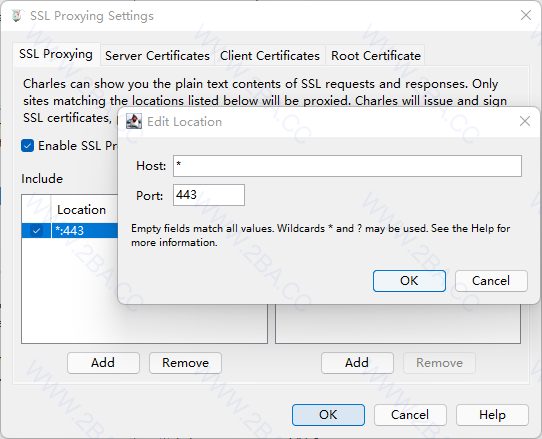 SSL Proxying Settings
SSL Proxying Server Certificates Client Certificates Root Certificate
Charles can show you the plain text contents of SSL requests and responses. Only
sites matching the locations listed below will be proxied. Charles will issue and sign
SSL certificates,
Enable SSL
Edit Location
Host: *
Port: 443
Empty fields match all values. Wildcards * and ? may be used. See the Help for
more information.
OK Cancel
Include
Location
*:443
Add Remove Add Remove
OK Cancel Help
WWW.2BA.CC